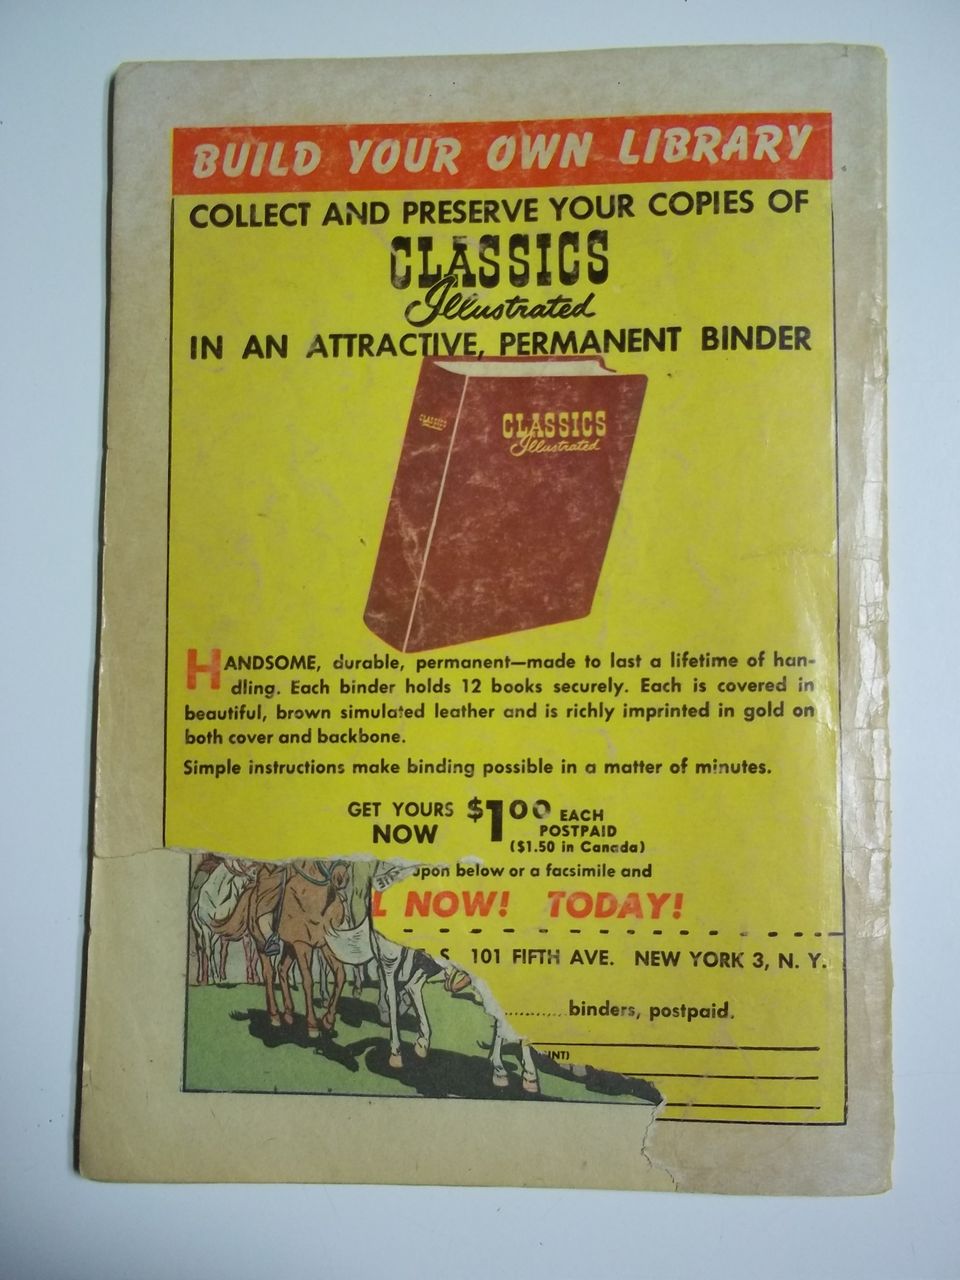 BUILD YOUR OWN LIBRARY
COLLECT AND PRESERVE YOUR COPIES OF
CLASSICS
Illustrated
IN AN ATTRACTIVE, PERMANENT BINDER
CLASSICS
Illustrated
CLASSICS
Illustrated
HANDSOME, durable, permanent—made to last a lifetime of han-
dling. Each binder holds 12 books securely. Each is covered in
beautiful, brown simulated leather and is richly imprinted in gold on
both cover and backbone.
Simple instructions make binding possible in a matter of minutes.
GET YOURS
NOW
$1.00 EACH
POSTPAID
($1.50 in Canada)
upon below or a facsimile and
L NOW! TODAY!
S 101 FIFTH AVE. NEW YORK 3, N. Y.
.......... binders, postpaid.
INT)